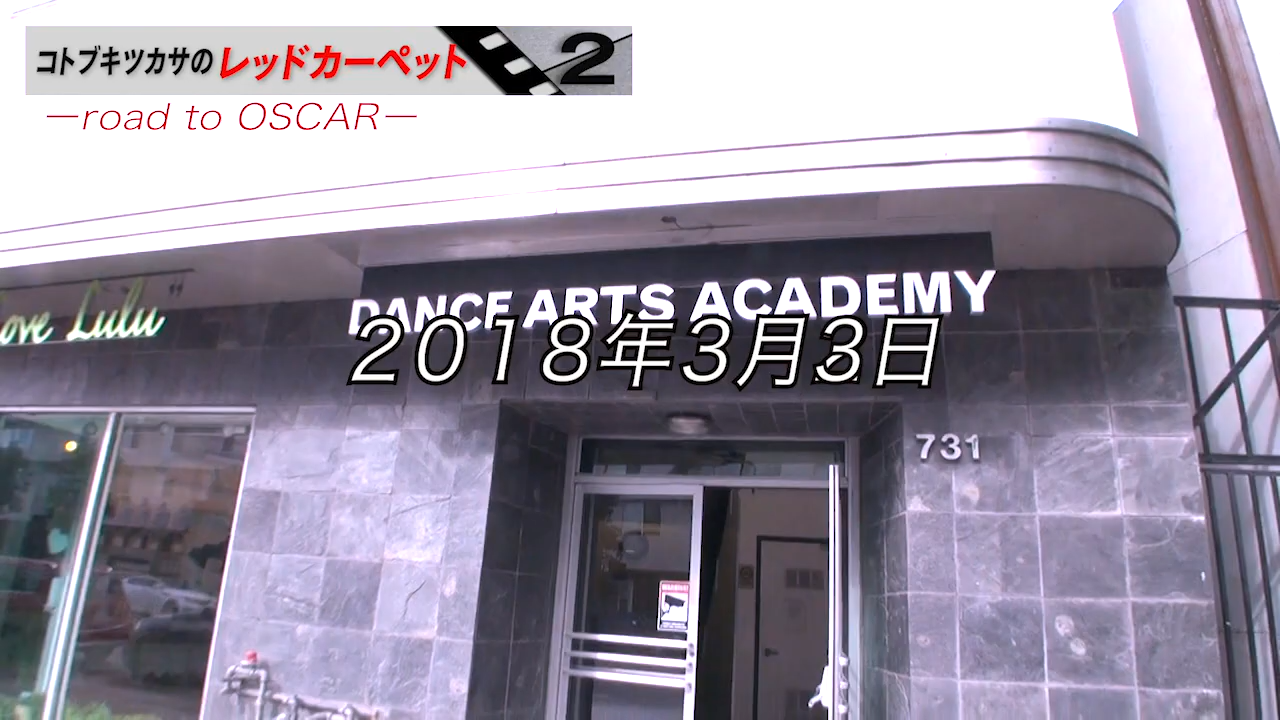 コトブキツカサのレッドカーペット 2
—road to OSCAR—
Love Lulu
DANCE ARTS ACADEMY
2018年3月3日
731